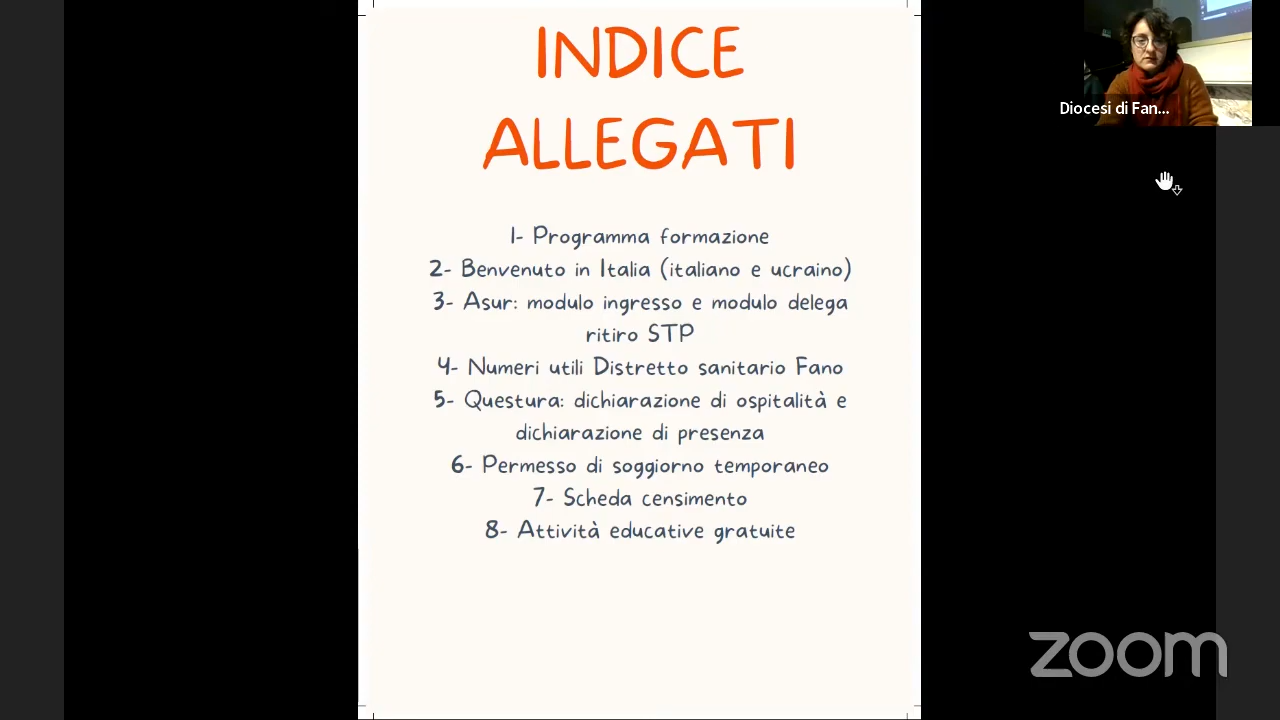 INDICE
ALLEGATI
1- Programma formazione
2- Benvenuto in Italia (italiano e ucraino)
3- Asur: modulo ingresso e modulo delega
ritiro STP
4- Numeri utili Distretto sanitario Fano
5- Questura: dichiarazione di ospitalità e
dichiarazione di presenza
6- Permesso di soggiorno temporaneo
7- Scheda censimento
8- Attività educative gratuite
Diocesi di Fan...
zoom